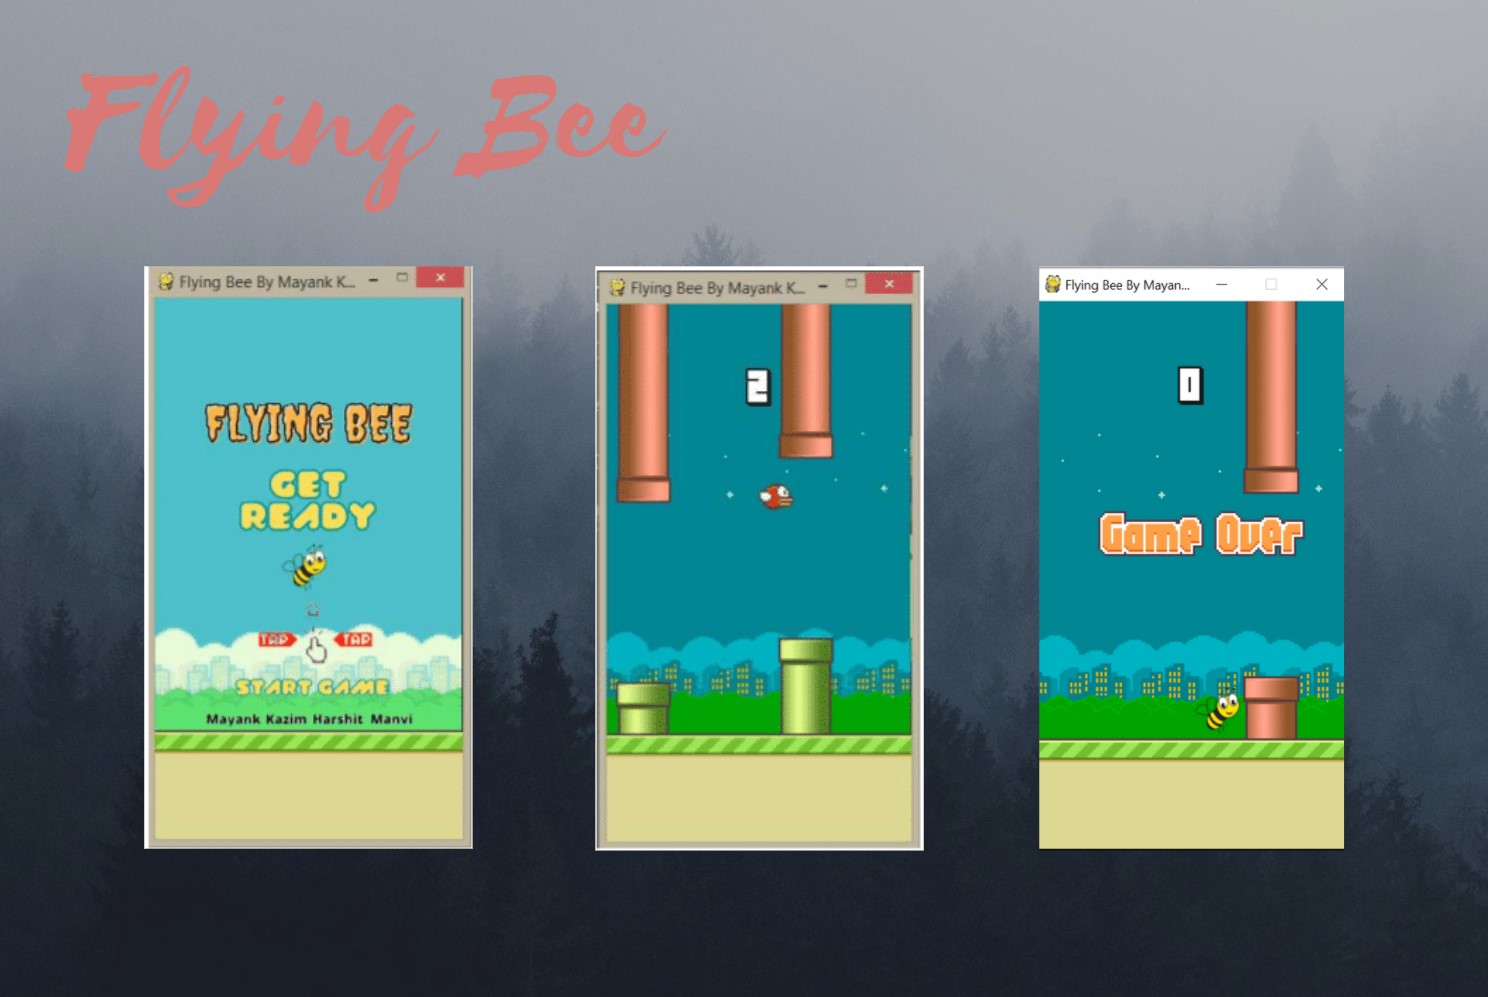 Flying Bee
Flying Bee By Mayank K...
FLYING BEE
GET
READY
TAP TAP
START GAME
Mayank Kazim Harshit Manvi
Flying Bee By Mayank K...
2
Flying Bee By Mayan...
0
Game Over